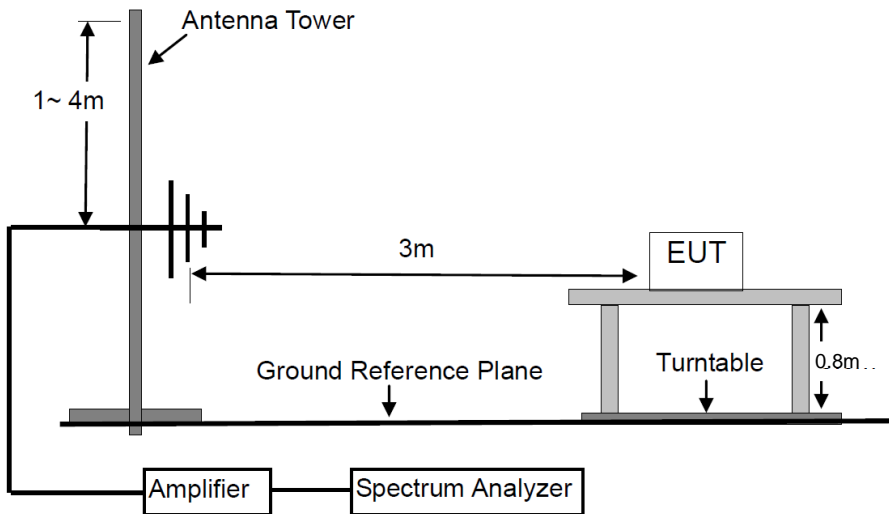 Antenna Tower
1~ 4m
3m
EUT
Ground Reference Plane
Turntable
0.8m..
Amplifier
Spectrum Analyzer